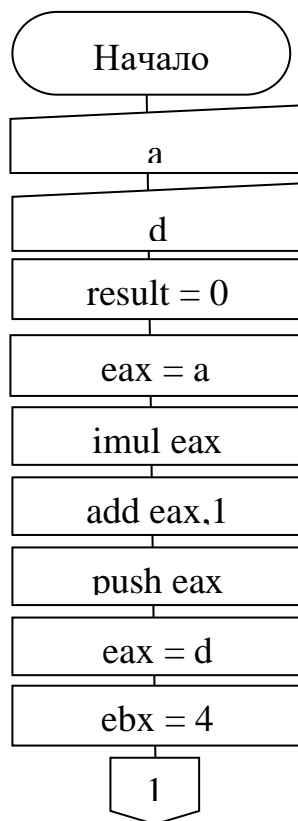 Начало
a
d
result = 0
eax = a
imul eax
add eax,1
push eax
eax = d
ebx = 4
1